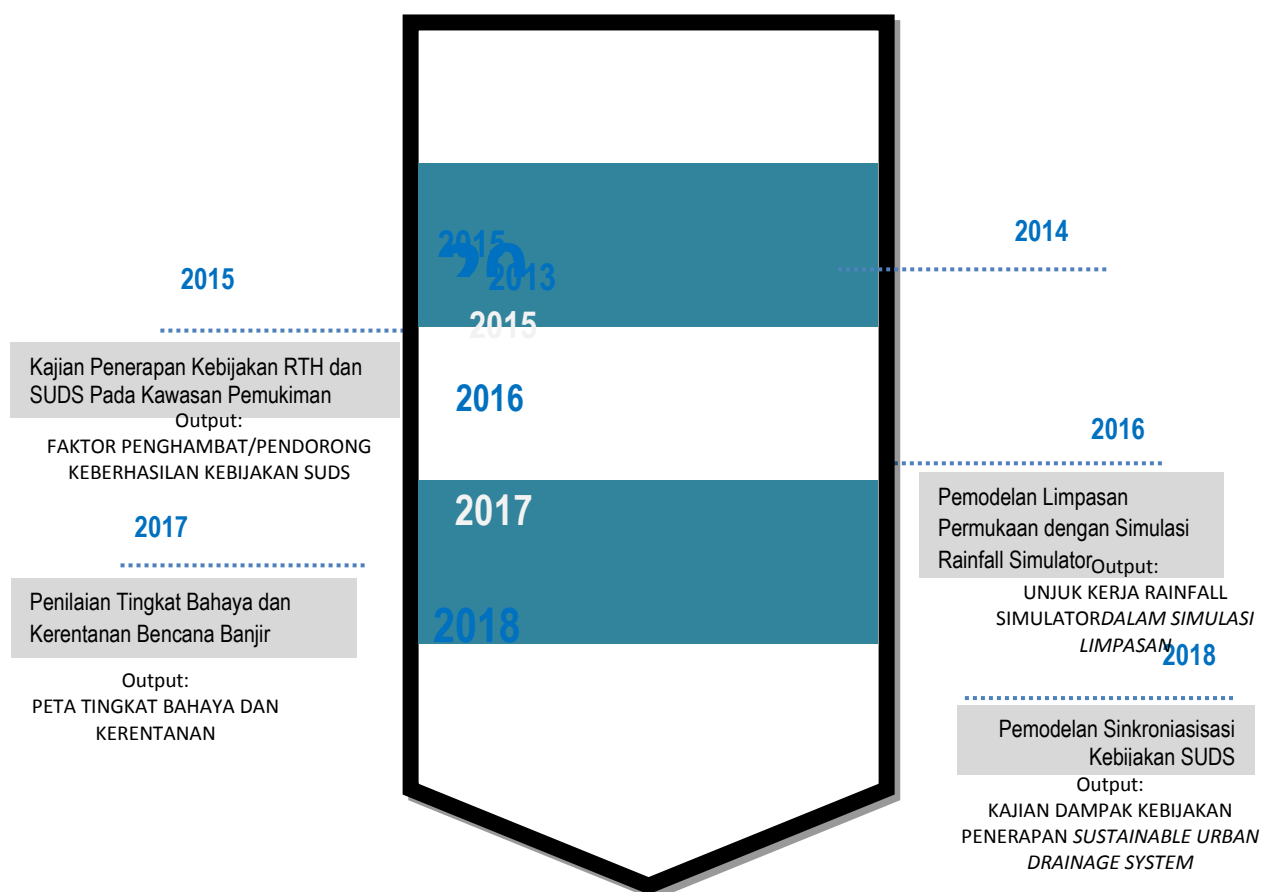 2014
2015
2013
2015
2015
Kajian Penerapan Kebijakan RTH dan
SUDS Pada Kawasan Pemukiman
Output:
FAKTOR PENGHAMBAT/PENDORONG
KEBERHASILAN KEBIJAKAN SUDS
2016
2016
Pemodelan Limpasan
Permukaan dengan Simulasi
Rainfall Simulator
Output:
UNJUK KERJA RAINFALL
SIMULATORDALAM SIMULASI
LIMPASAN
2017
2017
Penilaian Tingkat Bahaya dan
Kerentanan Bencana Banjir
Output:
PETA TINGKAT BAHAYA DAN
KERENTANAN
2018
2018
Pemodelan Sinkroniasisasi
Kebijakan SUDS
Output:
KAJIAN DAMPAK KEBIJAKAN
PENERAPAN SUSTAINABLE URBAN
DRAINAGE SYSTEM